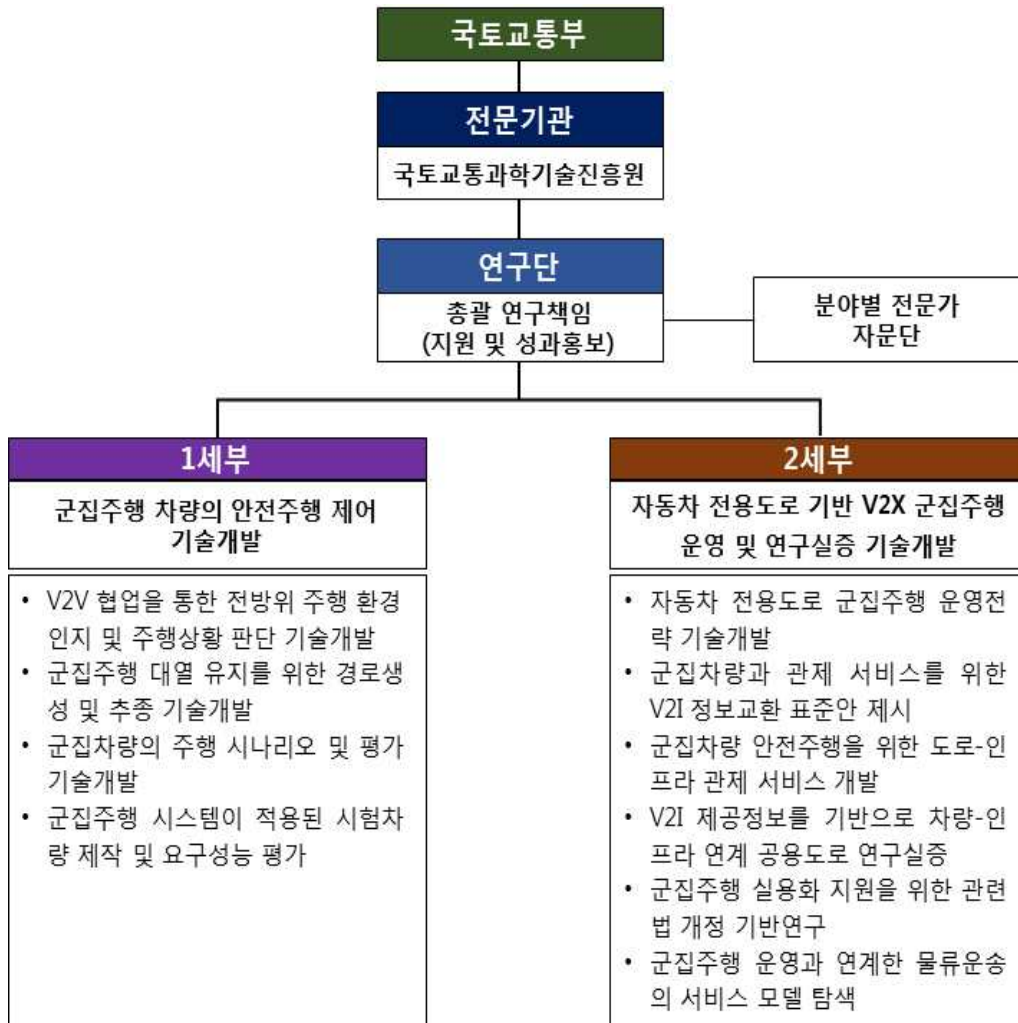 국토교통부
전문기관
국토교통과학기술진흥원
연구단
총괄 연구책임
(지원 및 성과홍보)
분야별 전문가
자문단
1세부
군집주행 차량의 안전주행 제어
기술개발
• V2V 협업을 통한 전방위 주행 환경
인지 및 주행상황 판단 기술개발
• 군집주행 대열 유지를 위한 경로생
성 및 추종 기술개발
• 군집차량의 주행 시나리오 및 평가
기술개발
• 군집주행 시스템이 적용된 시험차
량 제작 및 요구성능 평가
2세부
자동차 전용도로 기반 V2X 군집주행
운영 및 연구실증 기술개발
• 자동차 전용도로 군집주행 운영전
략 기술개발
• 군집차량과 관제 서비스를 위한
V2I 정보교환 표준안 제시
• 군집차량 안전주행을 위한 도로-인
프라 관제 서비스 개발
• V2I 제공정보를 기반으로 차량-인
프라 연계 공용도로 연구실증
• 군집주행 실용화 지원을 위한 관련
법 개정 기반연구
• 군집주행 운영과 연계한 물류운송
의 서비스 모델 탐색